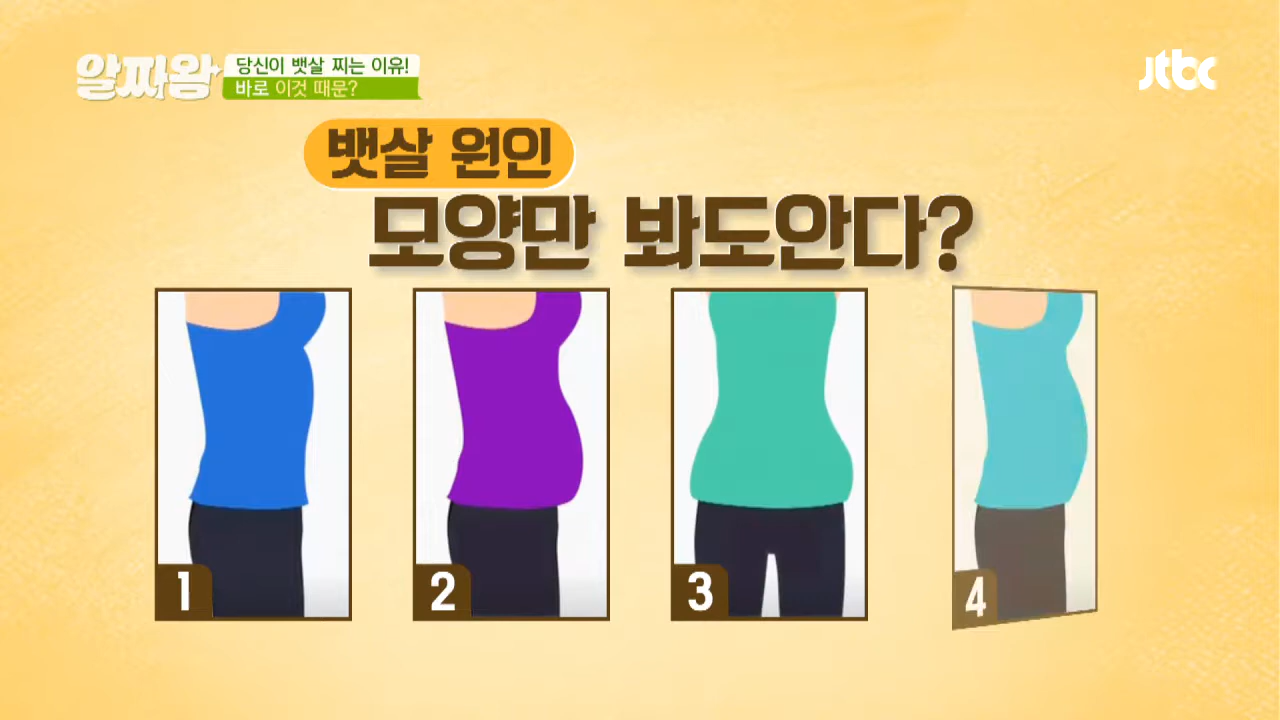 알짜왕
당신이 뱃살 찌는 이유!
바로 이것 때문?
jtbc
뱃살 원인
모양만 봐도안다?
1
2
3
4